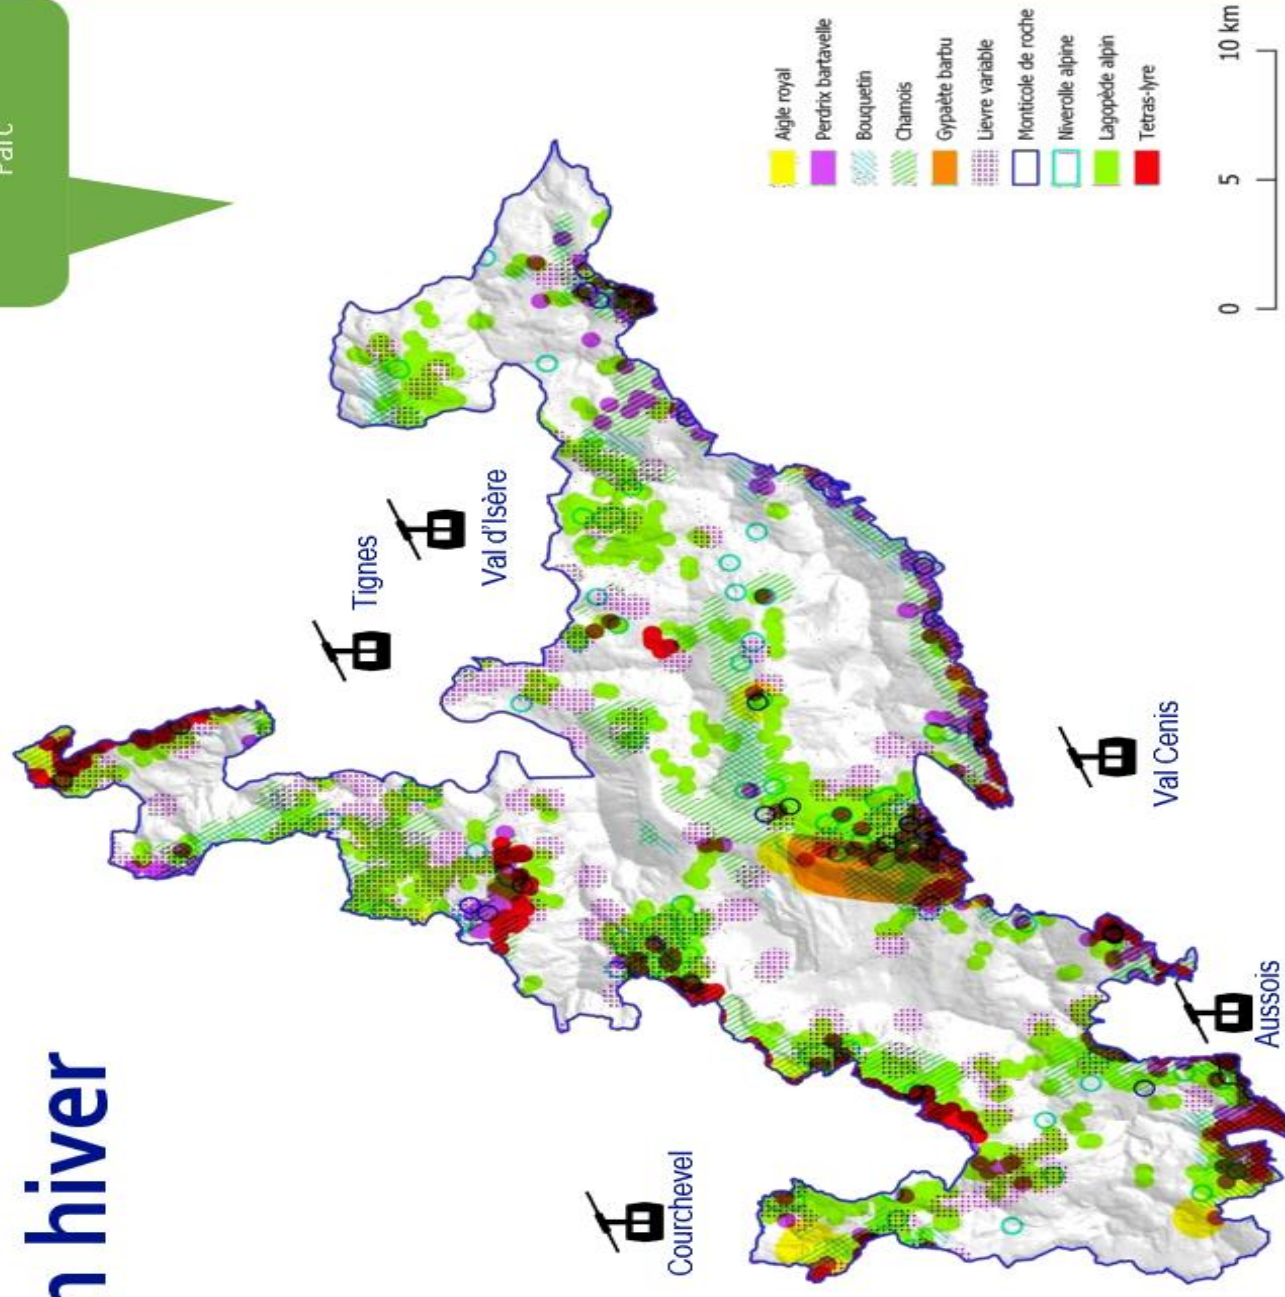 n hiver
Parc
Tignes
Val d'Isère
Courchevel
Val Cenis
Aussois
Aigle royal
Perdrix bartavelle
Bouquetin
Chamois
Gypaète barbu
Lievre variable
Monticole de roche
Niverolle alpine
Lagopède alpin
Tetras-lyre
0 5 10 km